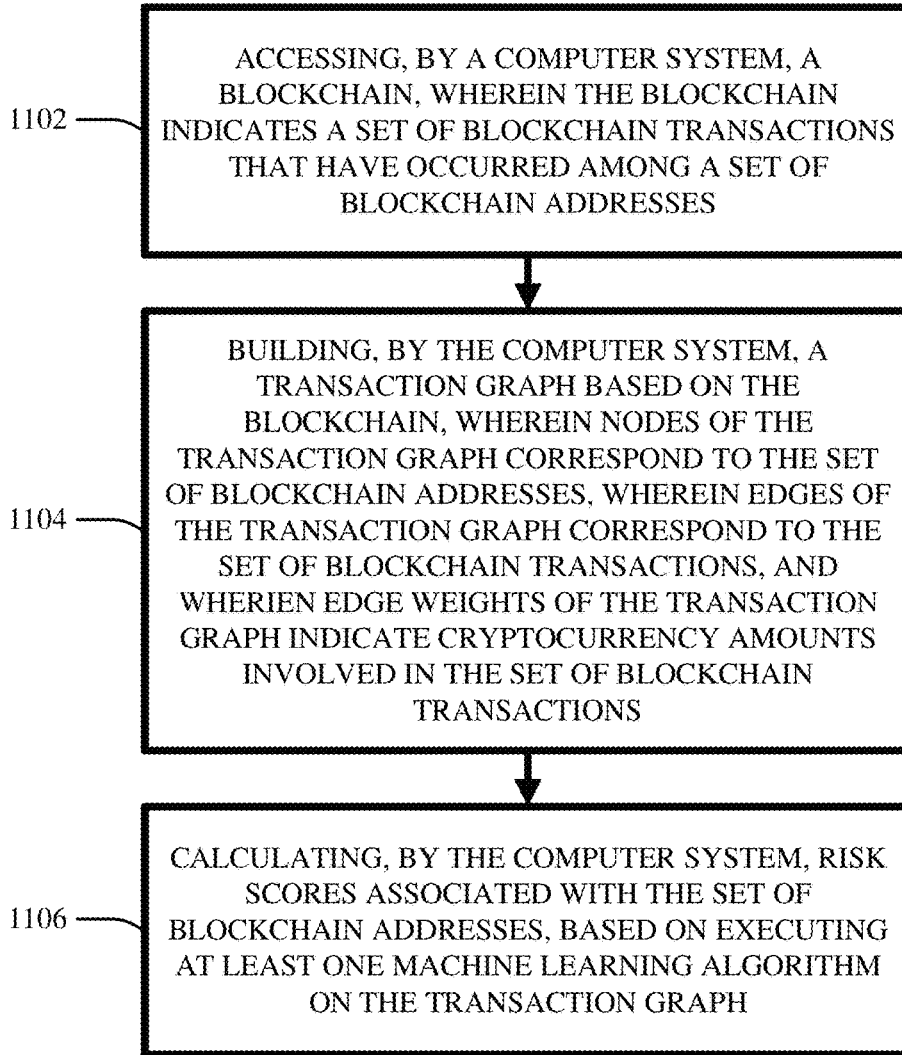 1102
ACCESSING, BY A COMPUTER SYSTEM, A
BLOCKCHAIN, WHEREIN THE BLOCKCHAIN
INDICATES A SET OF BLOCKCHAIN TRANSACTIONS
THAT HAVE OCCURRED AMONG A SET OF
BLOCKCHAIN ADDRESSES
1104
BUILDING, BY THE COMPUTER SYSTEM, A
TRANSACTION GRAPH BASED ON THE
BLOCKCHAIN, WHEREIN NODES OF THE
TRANSACTION GRAPH CORRESPOND TO THE SET
OF BLOCKCHAIN ADDRESSES, WHEREIN EDGES OF
THE TRANSACTION GRAPH CORRESPOND TO THE
SET OF BLOCKCHAIN TRANSACTIONS, AND
WHERIEN EDGE WEIGHTS OF THE TRANSACTION
GRAPH INDICATE CRYPTOCURRENCY AMOUNTS
INVOLVED IN THE SET OF BLOCKCHAIN
TRANSACTIONS
1106
CALCULATING, BY THE COMPUTER SYSTEM, RISK
SCORES ASSOCIATED WITH THE SET OF
BLOCKCHAIN ADDRESSES, BASED ON EXECUTING
AT LEAST ONE MACHINE LEARNING ALGORITHM
ON THE TRANSACTION GRAPH